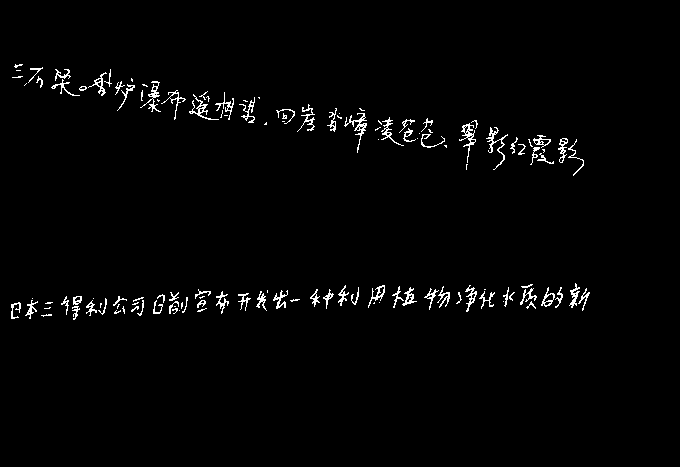 三石梁。香炉瀑布遥相望,回崖沓嶂凌苍苍、翠影红霞影
日本三得利公司日前宣布开发出一种利用植物净化水质的新